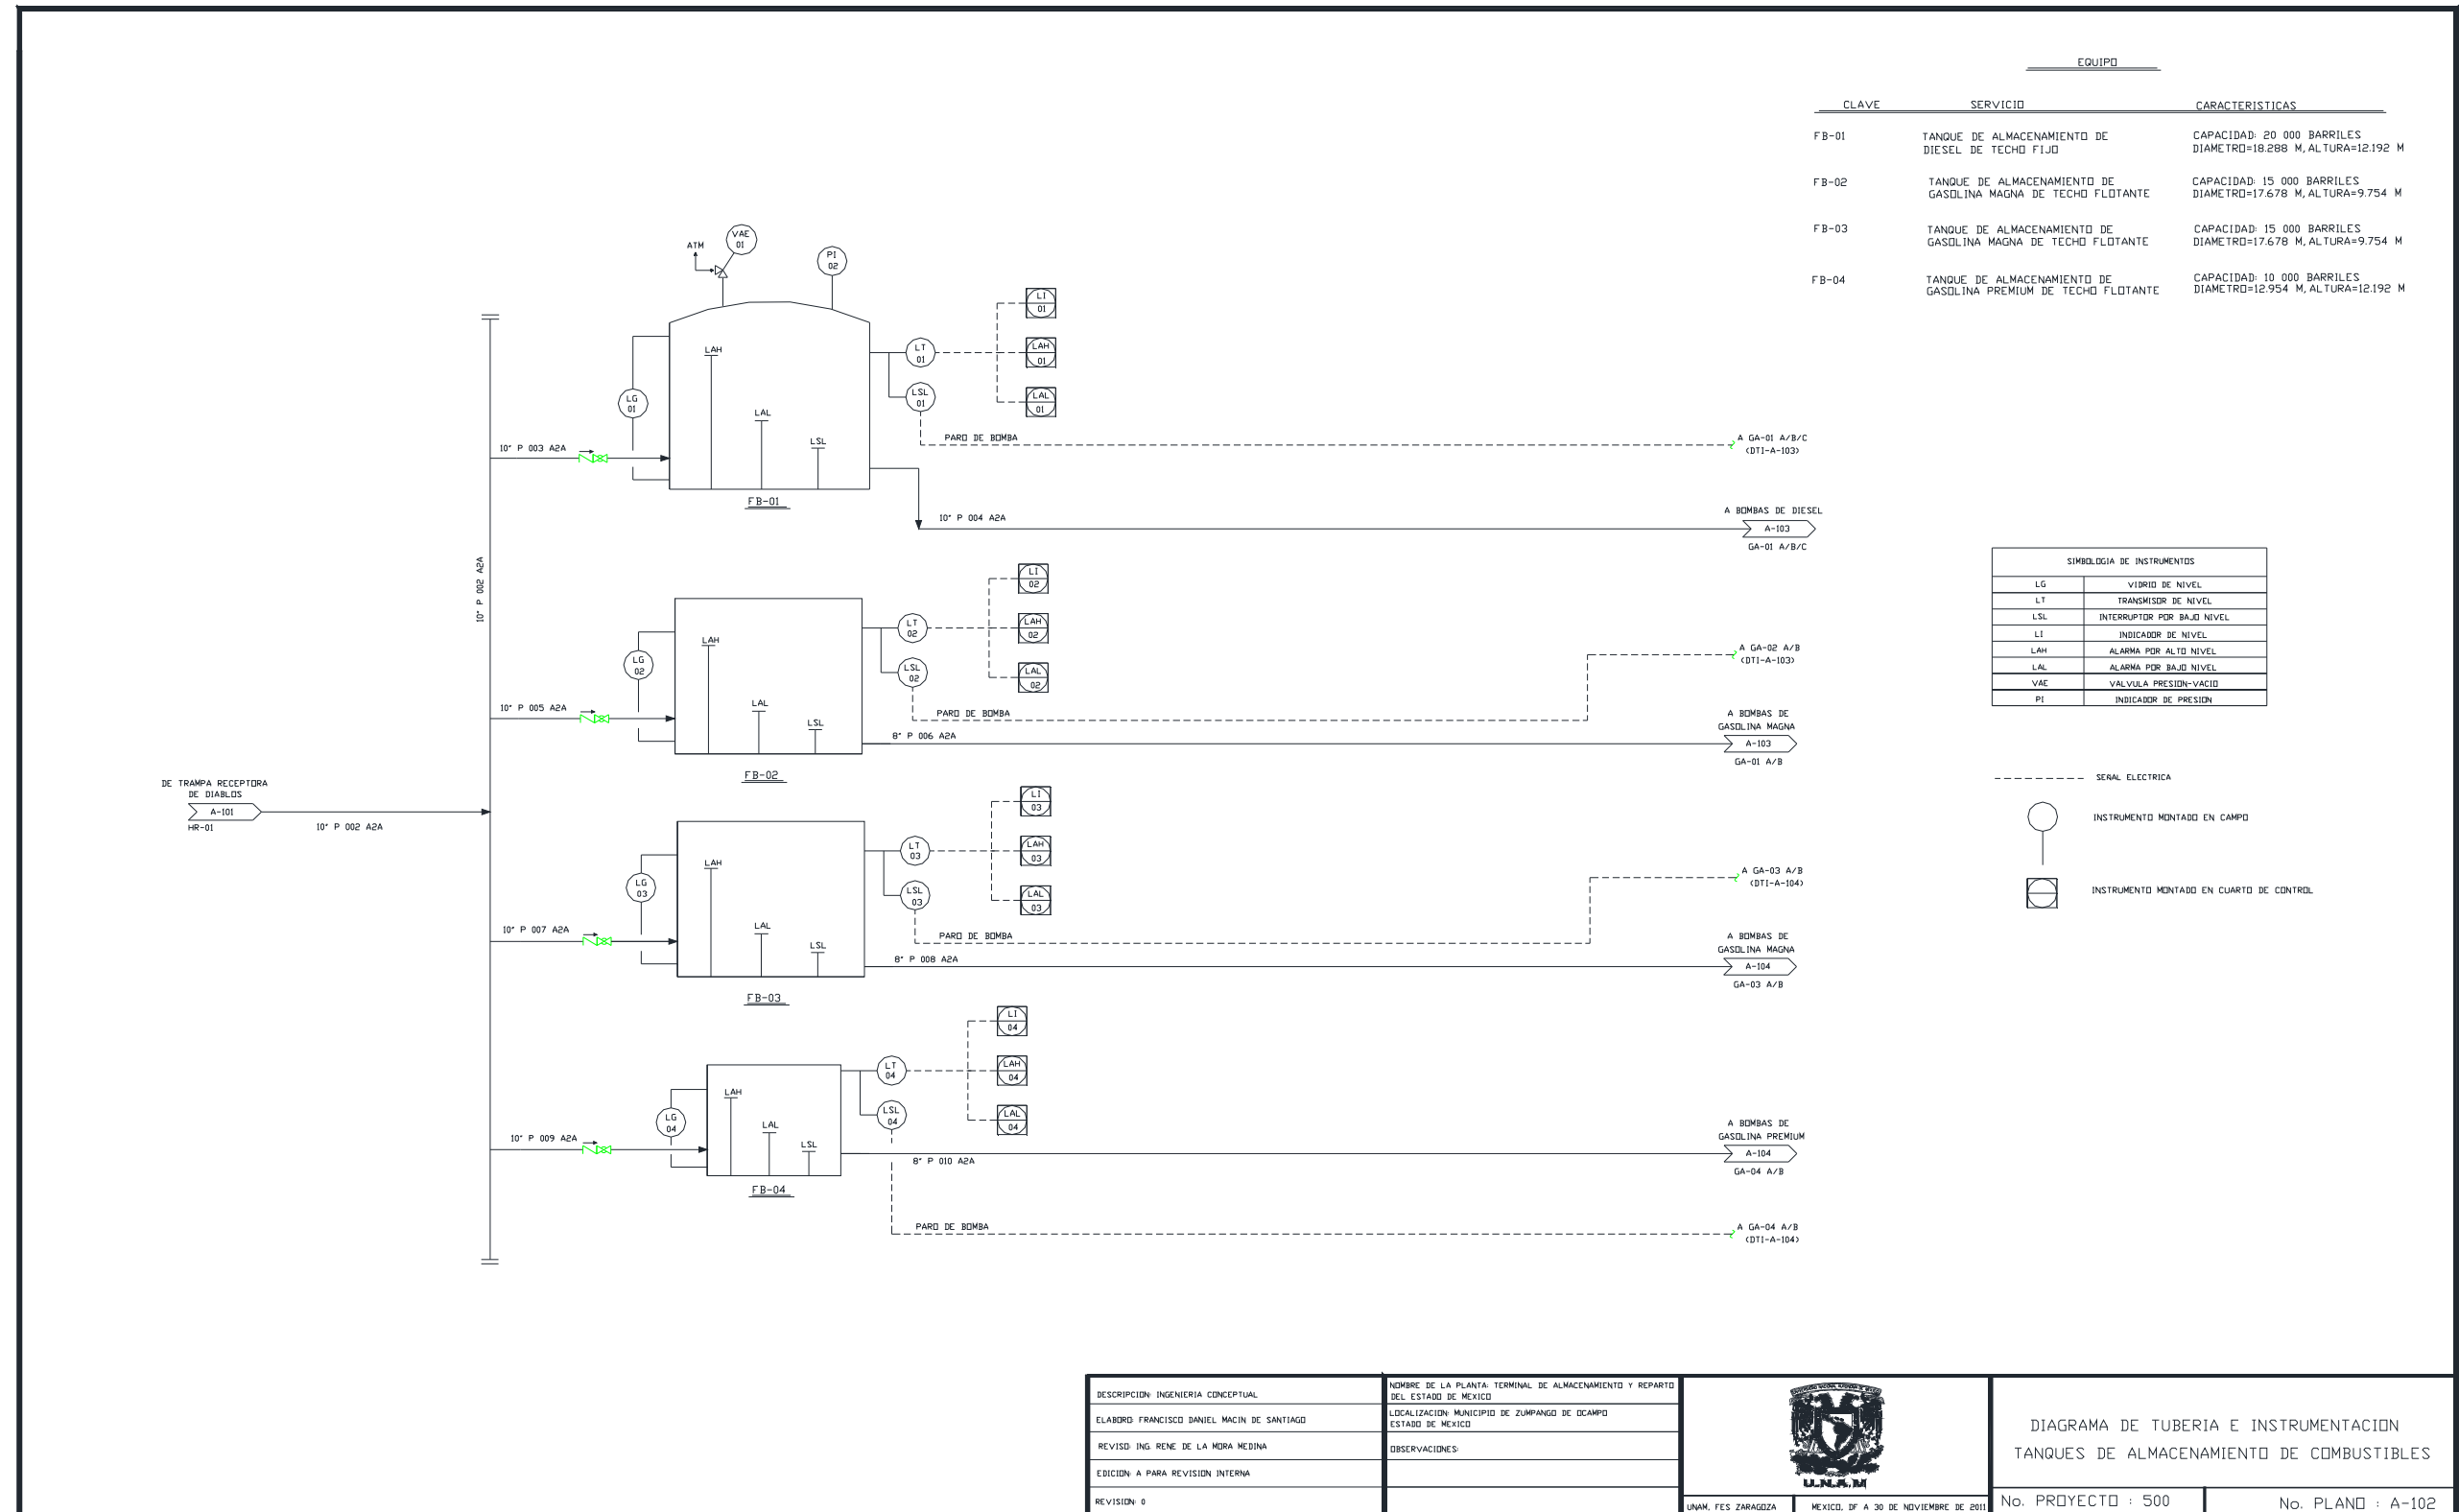 EQUIPO
CLAVE SERVICIO CARACTERISTICAS
FB-01 TANQUE DE ALMACENAMIENTO DE CAPACIDAD: 20 000 BARRILES
DIESEL DE TECHO FIJO DIAMETRO=18.288 M, ALTURA=12.192 M
FB-02 TANQUE DE ALMACENAMIENTO DE CAPACIDAD: 15 000 BARRILES
GASOLINA MAGNA DE TECHO FLOTANTE DIAMETRO=17.678 M, ALTURA=9.754 M
FB-03 TANQUE DE ALMACENAMIENTO DE CAPACIDAD: 15 000 BARRILES
GASOLINA MAGNA DE TECHO FLOTANTE DIAMETRO=17.678 M, ALTURA=9.754 M
FB-04 TANQUE DE ALMACENAMIENTO DE CAPACIDAD: 10 000 BARRILES
GASOLINA PREMIUM DE TECHO FLOTANTE DIAMETRO=12.954 M, ALTURA=12.192 M
ATM
VAE
01
PI
02
LI
01
LAH
LT
01
LAH
01
LG
01
LSL
01
LAL
01
LAL
LSL
10" P 003 A2A
PARO DE BOMBA
A GA-01 A/B/C
(DTI-A-103)
FB-01
10" P 004 A2A
A BOMBAS DE DIESEL
A-103
GA-01 A/B/C
10" P 002 A2A
LI
02
LAH
LT
02
LAH
02
LG
02
LSL
02
LAL
02
LAL
LSL
10" P 005 A2A
PARO DE BOMBA
A GA-02 A/B
(DTI-A-103)
8" P 006 A2A
A BOMBAS DE
GASOLINA MAGNA
A-103
GA-01 A/B
FB-02
DE TRAMPA RECEPTORA
DE DIABLOS
A-101
HR-01
10" P 002 A2A
LI
03
LAH
LT
03
LAH
03
LG
03
LSL
03
LAL
03
LAL
LSL
10" P 007 A2A
PARO DE BOMBA
A GA-03 A/B
(DTI-A-104)
8" P 008 A2A
A BOMBAS DE
GASOLINA MAGNA
A-104
GA-03 A/B
FB-03
LI
04
LAH
LT
04
LAH
04
LG
04
LSL
04
LAL
04
LAL
LSL
10" P 009 A2A
8" P 010 A2A
A BOMBAS DE
GASOLINA PREMIUM
A-104
GA-04 A/B
FB-04
PARO DE BOMBA
A GA-04 A/B
(DTI-A-104)
SIMBOLOGIA DE INSTRUMENTOS
LG VIDRIO DE NIVEL
LT TRANSMISOR DE NIVEL
LSL INTERRUPTOR POR BAJO NIVEL
LI INDICADOR DE NIVEL
LAH ALARMA POR ALTO NIVEL
LAL ALARMA POR BAJO NIVEL
VAE VALVULA PRESION-VACIO
PI INDICADOR DE PRESION
SEÑAL ELECTRICA
INSTRUMENTO MONTADO EN CAMPO
INSTRUMENTO MONTADO EN CUARTO DE CONTROL
DESCRIPCION: INGENIERIA CONCEPTUAL
ELABORO: FRANCISCO DANIEL MACIN DE SANTIAGO
REVISO: ING. RENE DE LA MORA MEDINA
EDICION: A PARA REVISION INTERNA
REVISION: 0
NOMBRE DE LA PLANTA: TERMINAL DE ALMACENAMIENTO Y REPARTO
DEL ESTADO DE MEXICO
LOCALIZACION: MUNICIPIO DE ZUMPANGO DE OCAMPO
ESTADO DE MEXICO
OBSERVACIONES:
U.N.A.M
UNAM, FES ZARAGOZA
MEXICO, DF A 30 DE NOVIEMBRE DE 2011
DIAGRAMA DE TUBERIA E INSTRUMENTACION
TANQUES DE ALMACENAMIENTO DE COMBUSTIBLES
No. PROYECTO : 500
No. PLANO : A-102